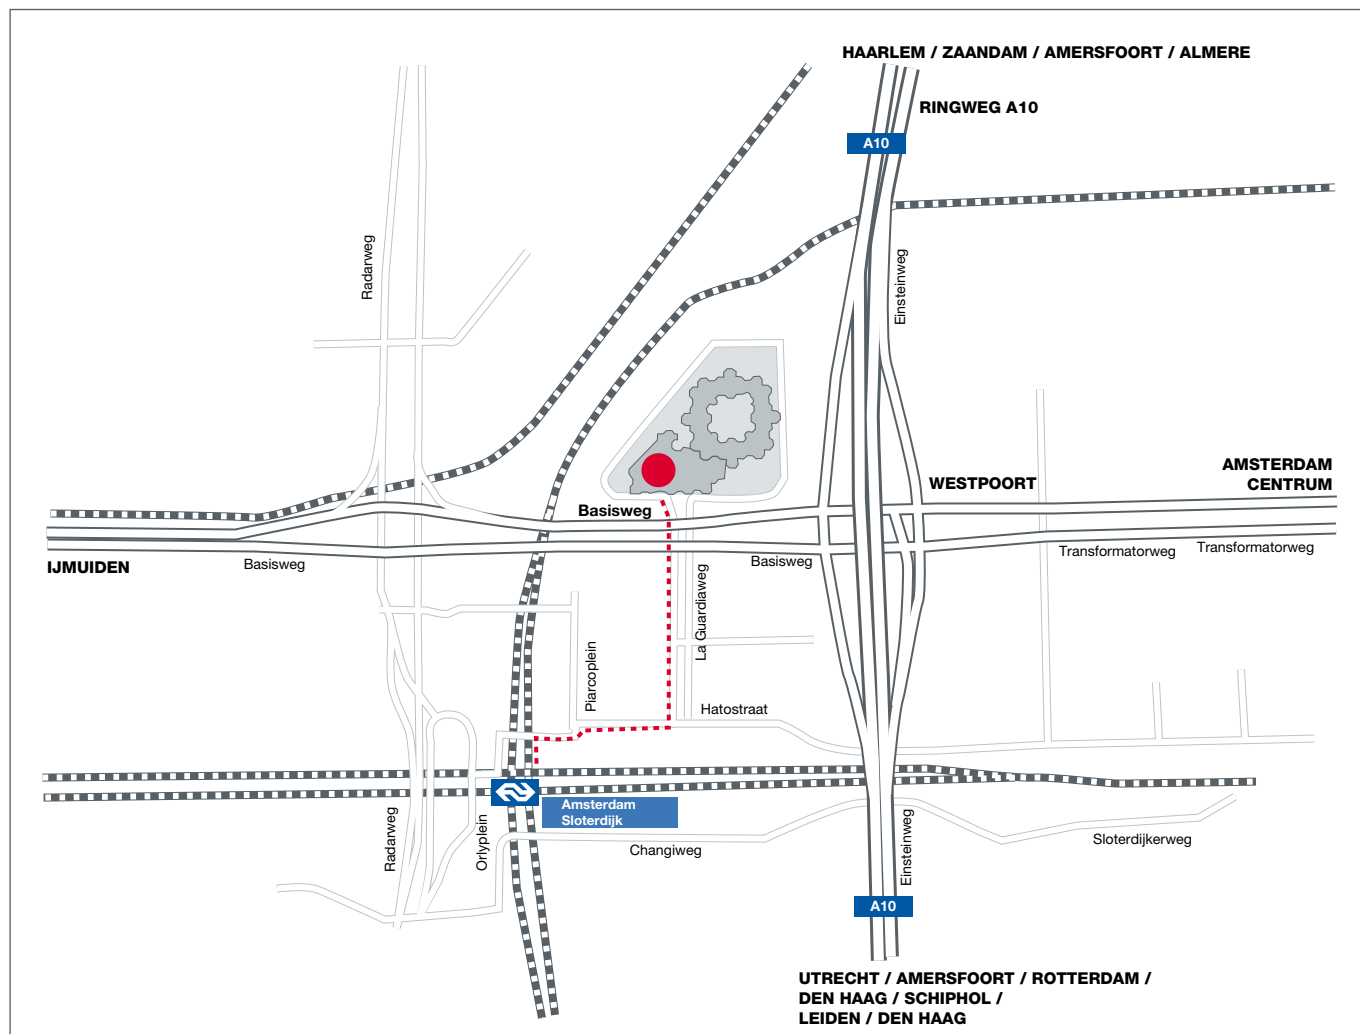 HAARLEM / ZAANDAM / AMERSFOORT / ALMERE
RINGWEG A10
A10
Radarweg
Einsteinweg
AMSTERDAM
CENTRUM
WESTPOORT
Basisweg
IJMUIDEN
Basisweg
Basisweg
Transformatorweg
Transformatorweg
La Guardiaweg
Piarcoplein
Hatostraat
Amsterdam
Sloterdijk
Radarweg
Orlyplein
Changiweg
Einsteinweg
Sloterdijkerweg
A10
UTRECHT / AMERSFOORT / ROTTERDAM /
DEN HAAG / SCHIPHOL /
LEIDEN / DEN HAAG